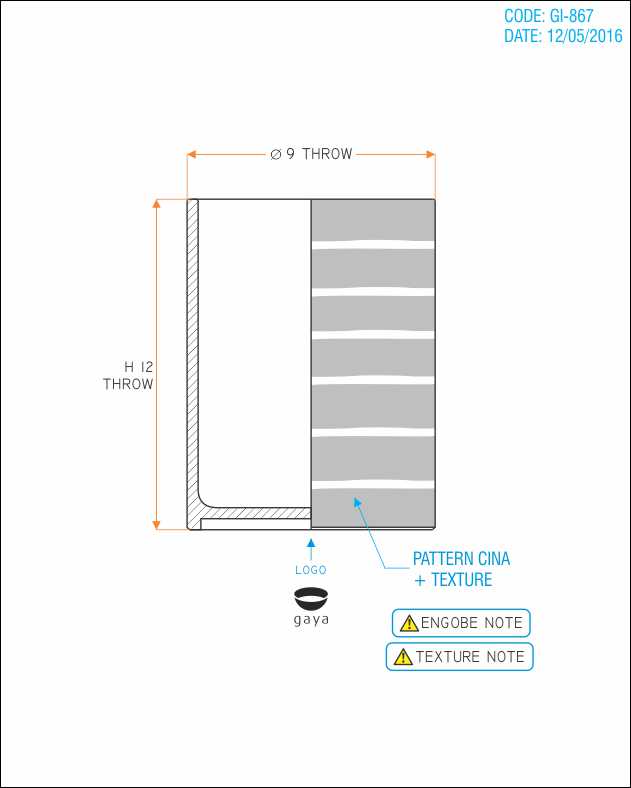 CODE: GI-867
DATE: 12/05/2016
Ø 9 THROW
H 12
THROW
LOGO
gaya
PATTERN CINA
+ TEXTURE
ENGOBE NOTE
TEXTURE NOTE